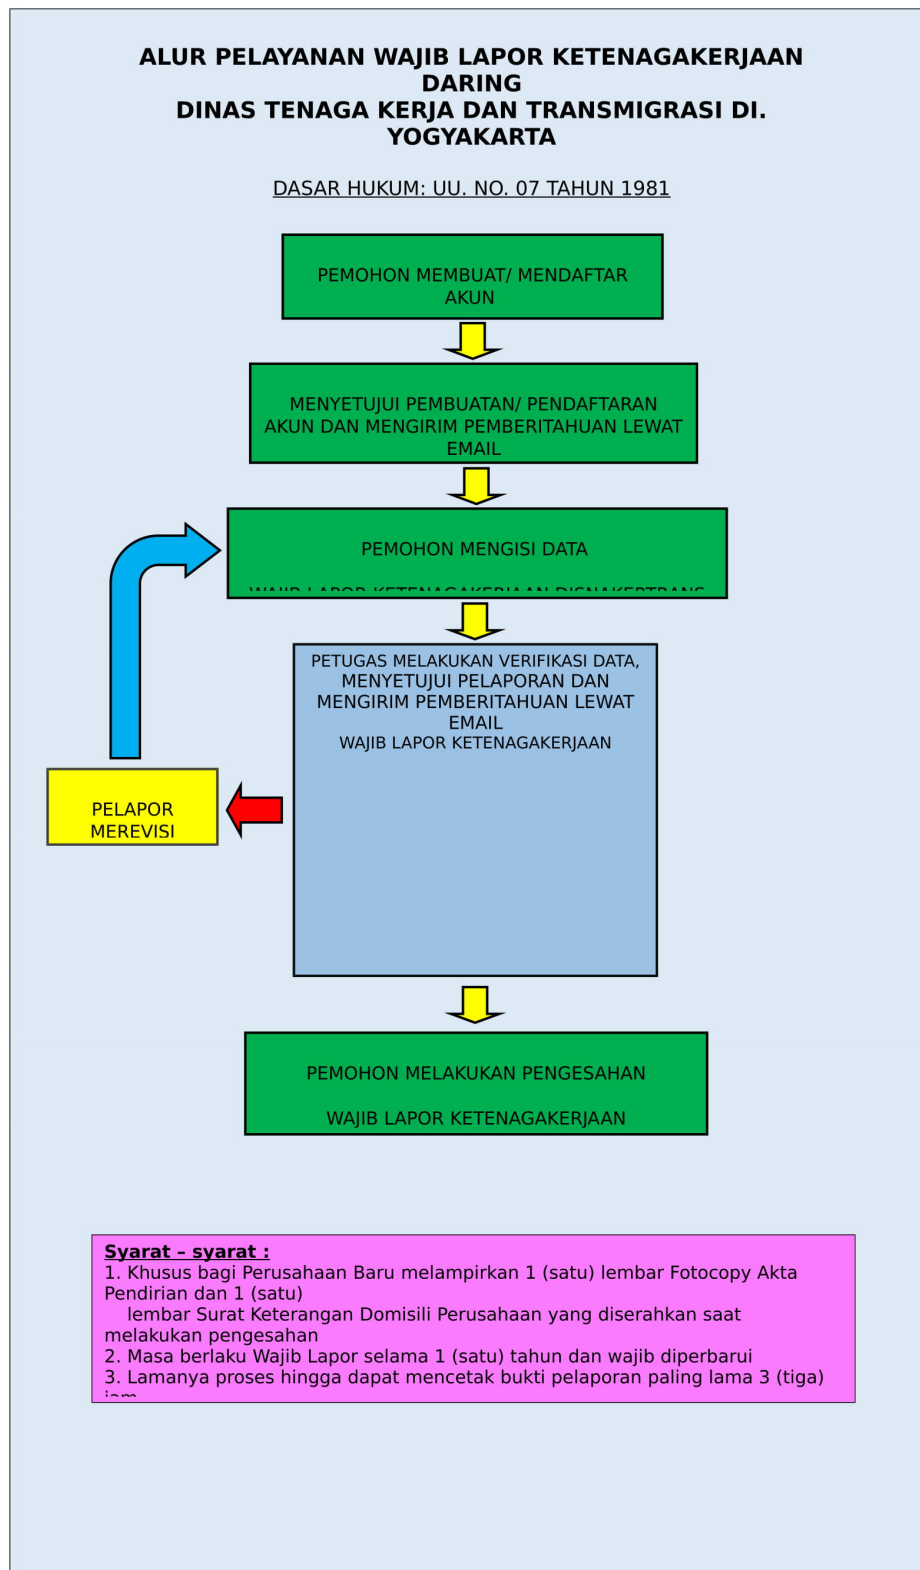 ALUR PELAYANAN WAJIB LAPOR KETENAGAKERJAAN
DARING
DINAS TENAGA KERJA DAN TRANSMIGRASI DI.
YOGYAKARTA
DASAR HUKUM: UU. NO. 07 TAHUN 1981
PEMOHON MEMBUAT/ MENDAFTAR
AKUN
MENYETUJUI PEMBUATAN/ PENDAFTARAN
AKUN DAN MENGIRIM PEMBERITAHUAN LEWAT
EMAIL
PEMOHON MENGISI DATA
WAJIB LAPOR KETENAGAKERJAAN DISNAKERTRANS
PETUGAS MELAKUKAN VERIFIKASI DATA,
MENYETUJUI PELAPORAN DAN
MENGIRIM PEMBERITAHUAN LEWAT
EMAIL
WAJIB LAPOR KETENAGAKERJAAN
PELAPOR
MEREVISI
PEMOHON MELAKUKAN PENGESAHAN
WAJIB LAPOR KETENAGAKERJAAN
Syarat – syarat :
1. Khusus bagi Perusahaan Baru melampirkan 1 (satu) lembar Fotocopy Akta
Pendirian dan 1 (satu)
lembar Surat Keterangan Domisili Perusahaan yang diserahkan saat
melakukan pengesahan
2. Masa berlaku Wajib Lapor selama 1 (satu) tahun dan wajib diperbarui
3. Lamanya proses hingga dapat mencetak bukti pelaporan paling lama 3 (tiga)
jam